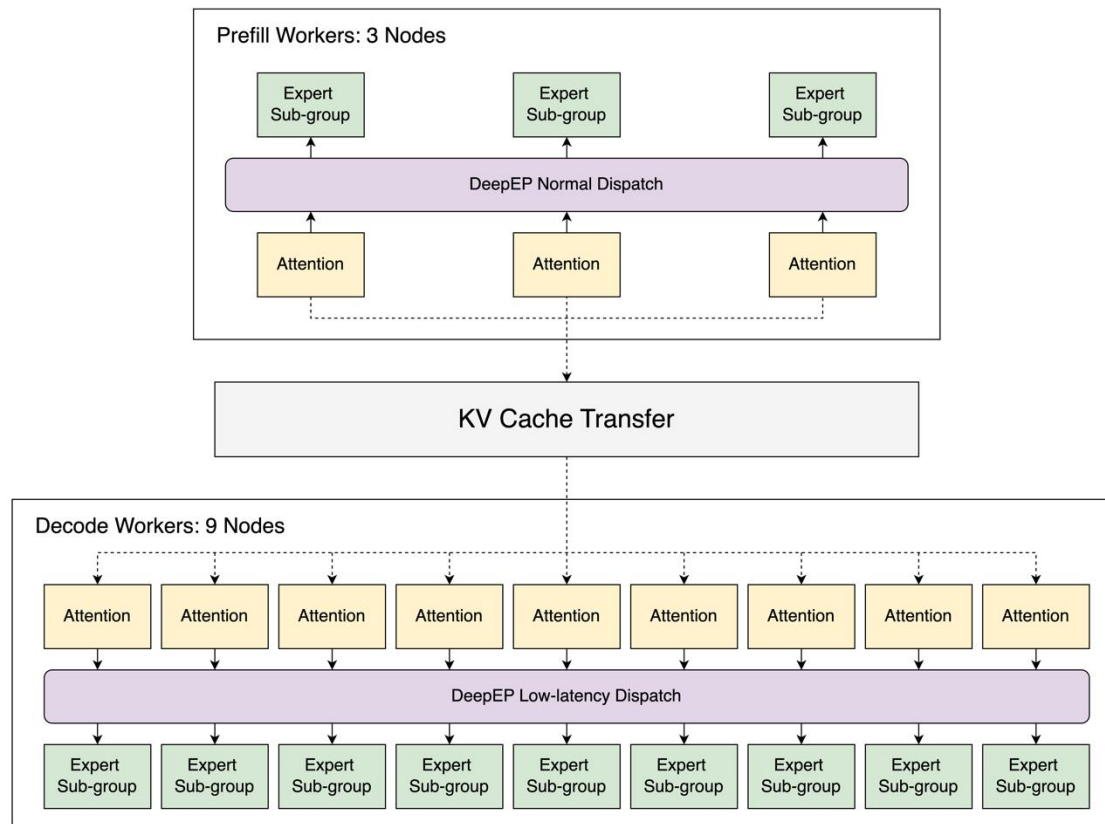 Prefill Workers: 3 Nodes
Expert
Sub-group
Expert
Sub-group
Expert
Sub-group
DeepEP Normal Dispatch
Attention
Attention
Attention
KV Cache Transfer
Decode Workers: 9 Nodes
Attention
Attention
Attention
Attention
Attention
Attention
Attention
Attention
Attention
DeepEP Low-latency Dispatch
Expert
Sub-group
Expert
Sub-group
Expert
Sub-group
Expert
Sub-group
Expert
Sub-group
Expert
Sub-group
Expert
Sub-group
Expert
Sub-group
Expert
Sub-group